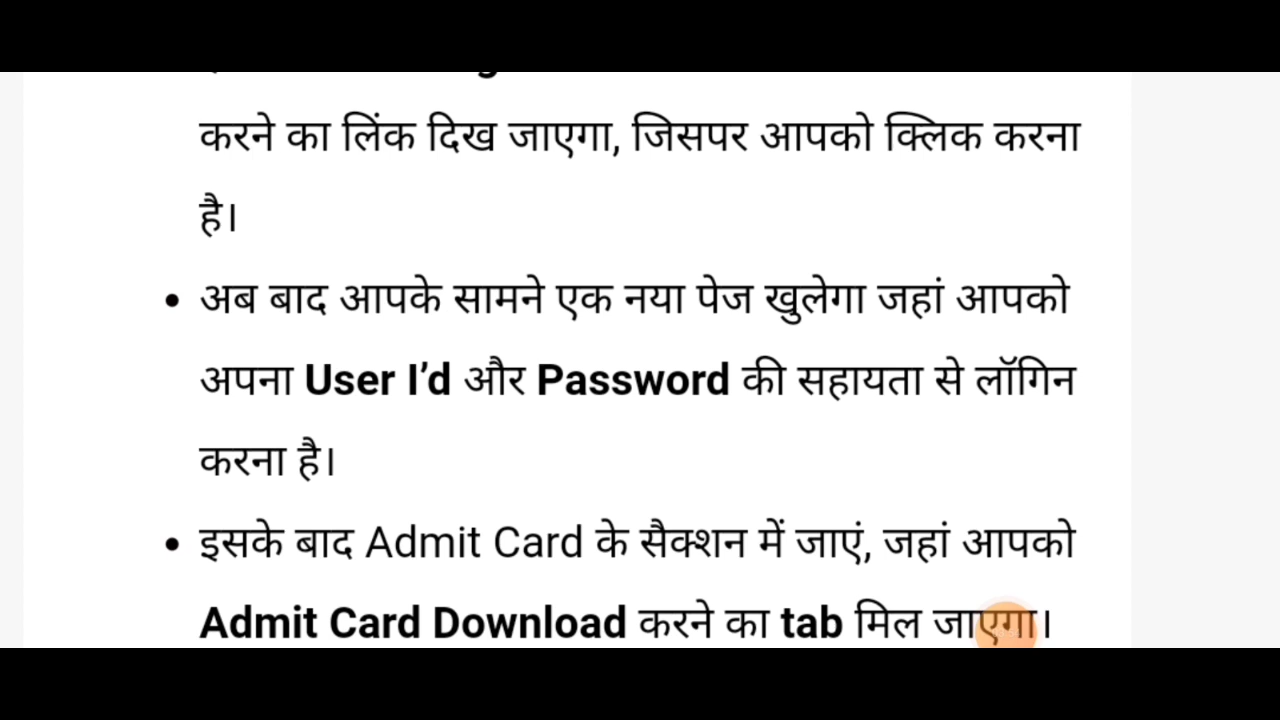 करने का लिंक दिख जाएगा, जिसपर आपको क्लिक करना
है।
• अब बाद आपके सामने एक नया पेज खुलेगा जहां आपको
अपना User I’d और Password की सहायता से लॉगिन
करना है।
• इसके बाद Admit Card के सैक्शन में जाएं, जहां आपको
Admit Card Download करने का tab मिल जाएगा।